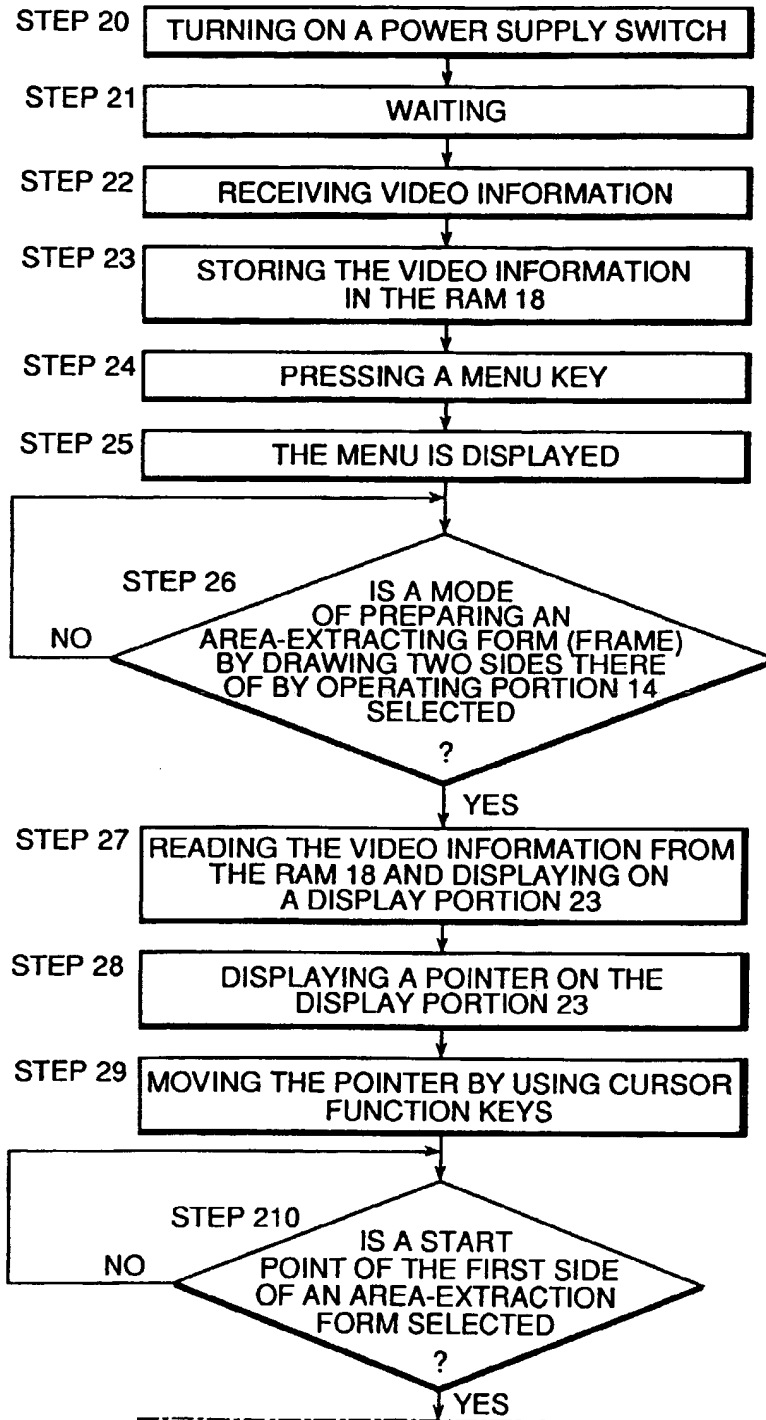 STEP 20
TURNING ON A POWER SUPPLY SWITCH
STEP 21
WAITING
STEP 22
RECEIVING VIDEO INFORMATION
STEP 23
STORING THE VIDEO INFORMATION
IN THE RAM 18
STEP 24
PRESSING A MENU KEY
STEP 25
THE MENU IS DISPLAYED
STEP 26
IS A MODE
OF PREPARING AN
AREA-EXTRACTING FORM (FRAME)
BY DRAWING TWO SIDES THERE
OF BY OPERATING PORTION 14
SELECTED
?
NO
YES
STEP 27
READING THE VIDEO INFORMATION FROM
THE RAM 18 AND DISPLAYING ON
A DISPLAY PORTION 23
STEP 28
DISPLAYING A POINTER ON THE
DISPLAY PORTION 23
STEP 29
MOVING THE POINTER BY USING CURSOR
FUNCTION KEYS
STEP 210
IS A START
POINT OF THE FIRST SIDE
OF AN AREA-EXTRACTION
FORM SELECTED
?
NO
YES